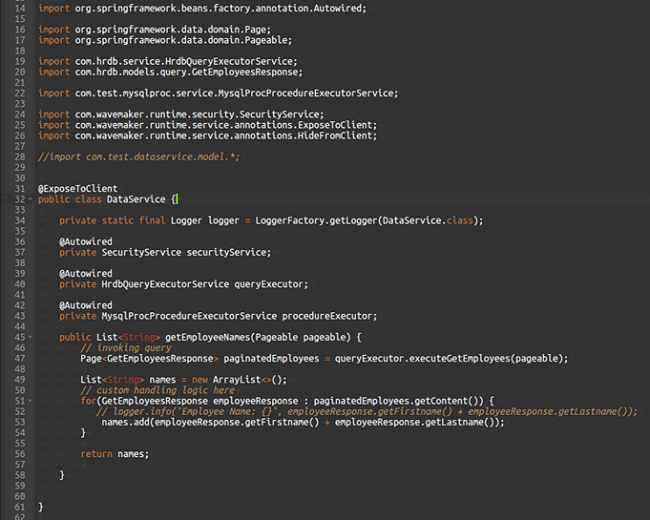 14 import org.springframework.beans.factory.annotation.Autowired;
15
16 import org.springframework.data.domain.Page;
17 import org.springframework.data.domain.Pageable;
18
19 import com.hrdb.service.HrdbQueryExecutorService;
20 import com.hrdb.models.query.GetEmployeesResponse;
21
22 import com.test.mysqlproc.service.MysqlProcProcedureExecutorService;
23
24 import com.wavemaker.runtime.security.SecurityService;
25 import com.wavemaker.runtime.service.annotations.ExposeToClient;
26 import com.wavemaker.runtime.service.annotations.HideFromClient;
27
28 //import com.test.dataservice.model.*;
29
30
31 @ExposeToClient
32 public class DataService {
33
34     private static final Logger logger = LoggerFactory.getLogger(DataService.class);
35
36     @Autowired
37     private SecurityService securityService;
38
39     @Autowired
40     private HrdbQueryExecutorService queryExecutor;
41
42     @Autowired
43     private MysqlProcProcedureExecutorService procedureExecutor;
44
45     public List<String> getEmployeeNames(Pageable pageable) {
46         // invoking query
47         Page<GetEmployeesResponse> paginatedEmployees = queryExecutor.executeGetEmployees(pageable);
48
49         List<String> names = new ArrayList<>();
50         // custom handling logic here
51         for(GetEmployeesResponse employeeResponse : paginatedEmployees.getContent()) {
52             // logger.info("Employee Name: {}", employeeResponse.getFirstname() + employeeResponse.getLastname());
53              names.add(employeeResponse.getFirstname() + employeeResponse.getLastname());
54         }
55
56         return names;
57
58     }
59
60
61 }
62